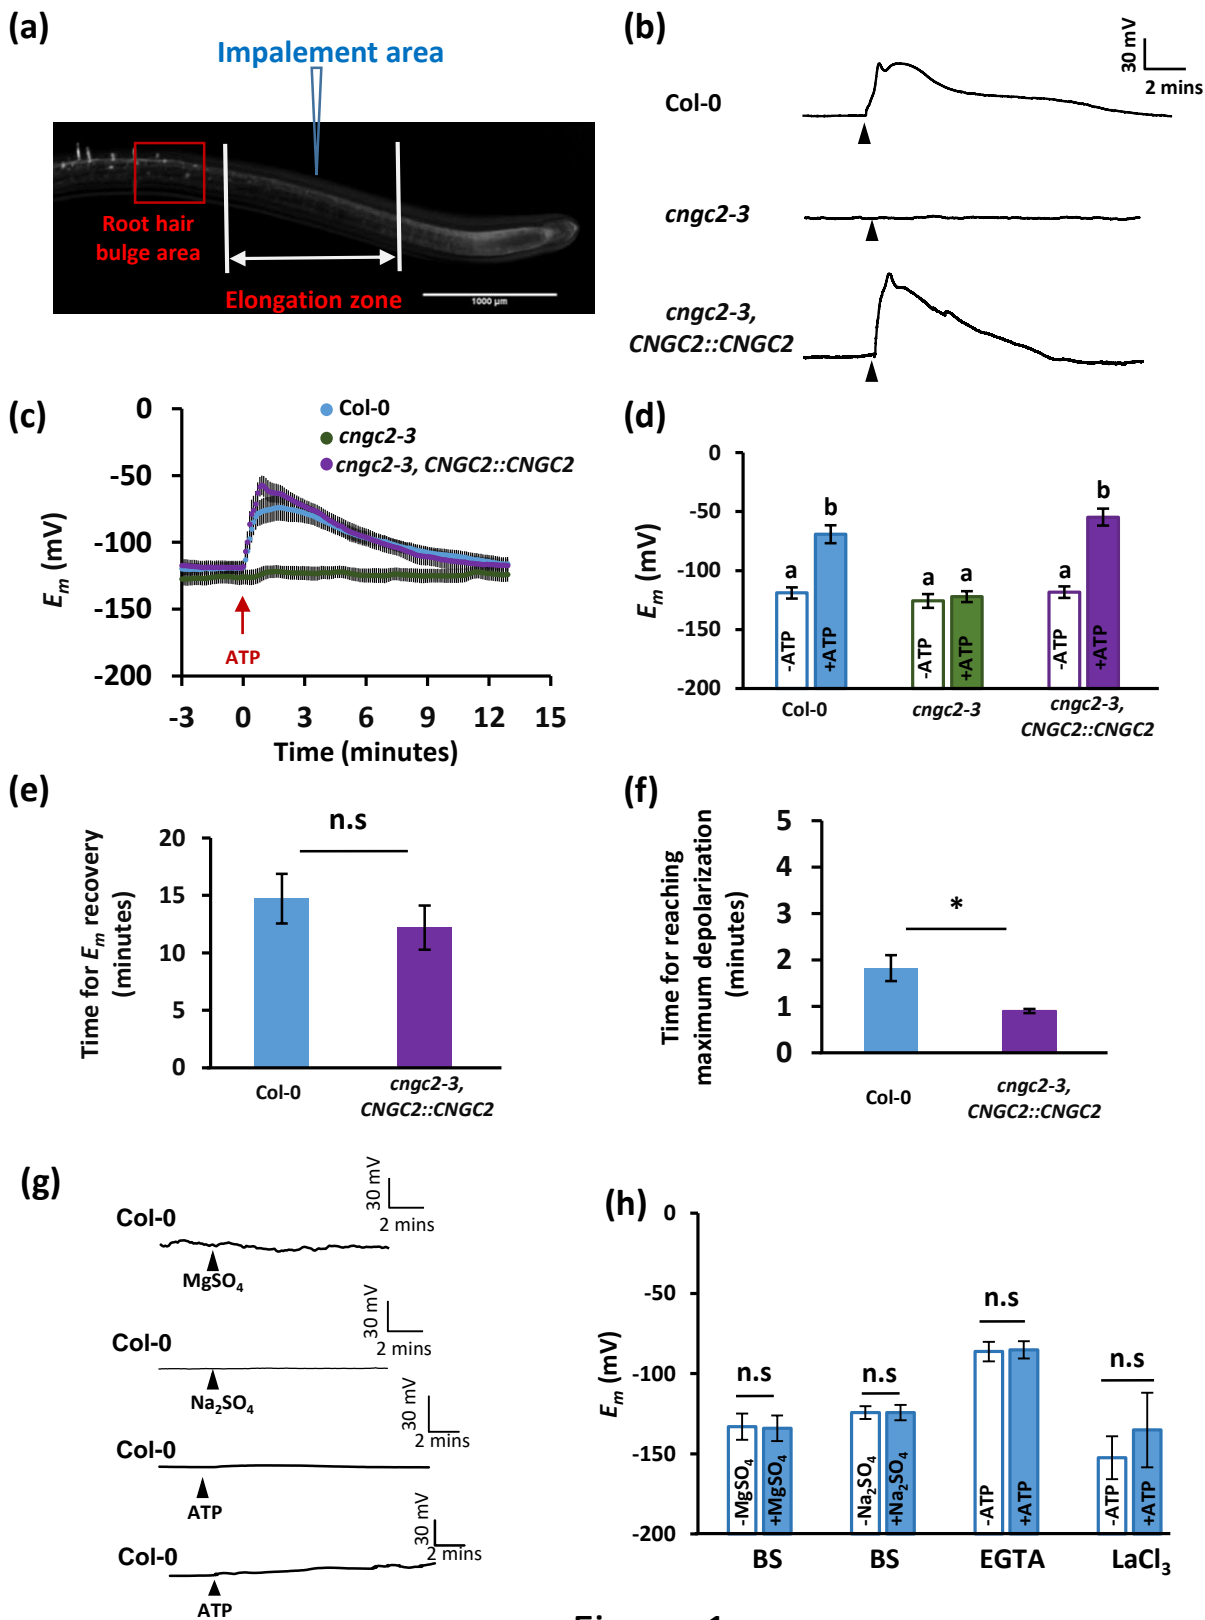 (a)
Impalement area
Root hair
bulge area
Elongation zone
1000 µm
(b)
30 mV
2 mins
Col-0
cngc2-3
cngc2-3,
CNGC2::CNGC2
(c)
0
-50
-100
-150
-200
Em (mV)
Col-0
cngc2-3
cngc2-3, CNGC2::CNGC2
ATP
-3 0 3 6 9 12 15
Time (minutes)
(d)
0
-50
-100
-150
-200
Em (mV)
a b a a a b
-ATP +ATP -ATP +ATP -ATP +ATP
Col-0 cngc2-3 cngc2-3,
CNGC2::CNGC2
(e)
Time for Em recovery
(minutes)
20
15
10
5
0
n.s
Col-0 cngc2-3,
CNGC2::CNGC2
(f)
Time for reaching
maximum depolarization
(minutes)
5
4
3
2
1
0
*
Col-0 cngc2-3,
CNGC2::CNGC2
(g)
30 mV
2 mins
Col-0
MgSO4
30 mV
2 mins
Col-0
Na2SO4
30 mV
2 mins
Col-0
ATP
30 mV
2 mins
Col-0
ATP
(h)
0
-50
-100
-150
-200
Em (mV)
n.s n.s n.s n.s
-MgSO4 +MgSO4 -Na2SO4 +Na2SO4 -ATP +ATP -ATP +ATP
BS BS EGTA LaCl3